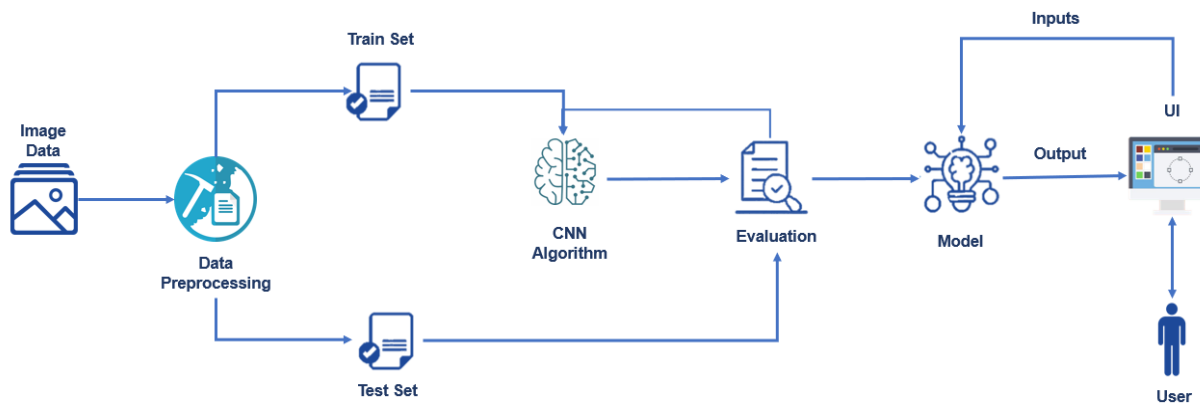 Inputs
Train Set
UI
Image
Data
Output
CNN
Algorithm
Evaluation
Model
Data
Preprocessing
Test Set
User